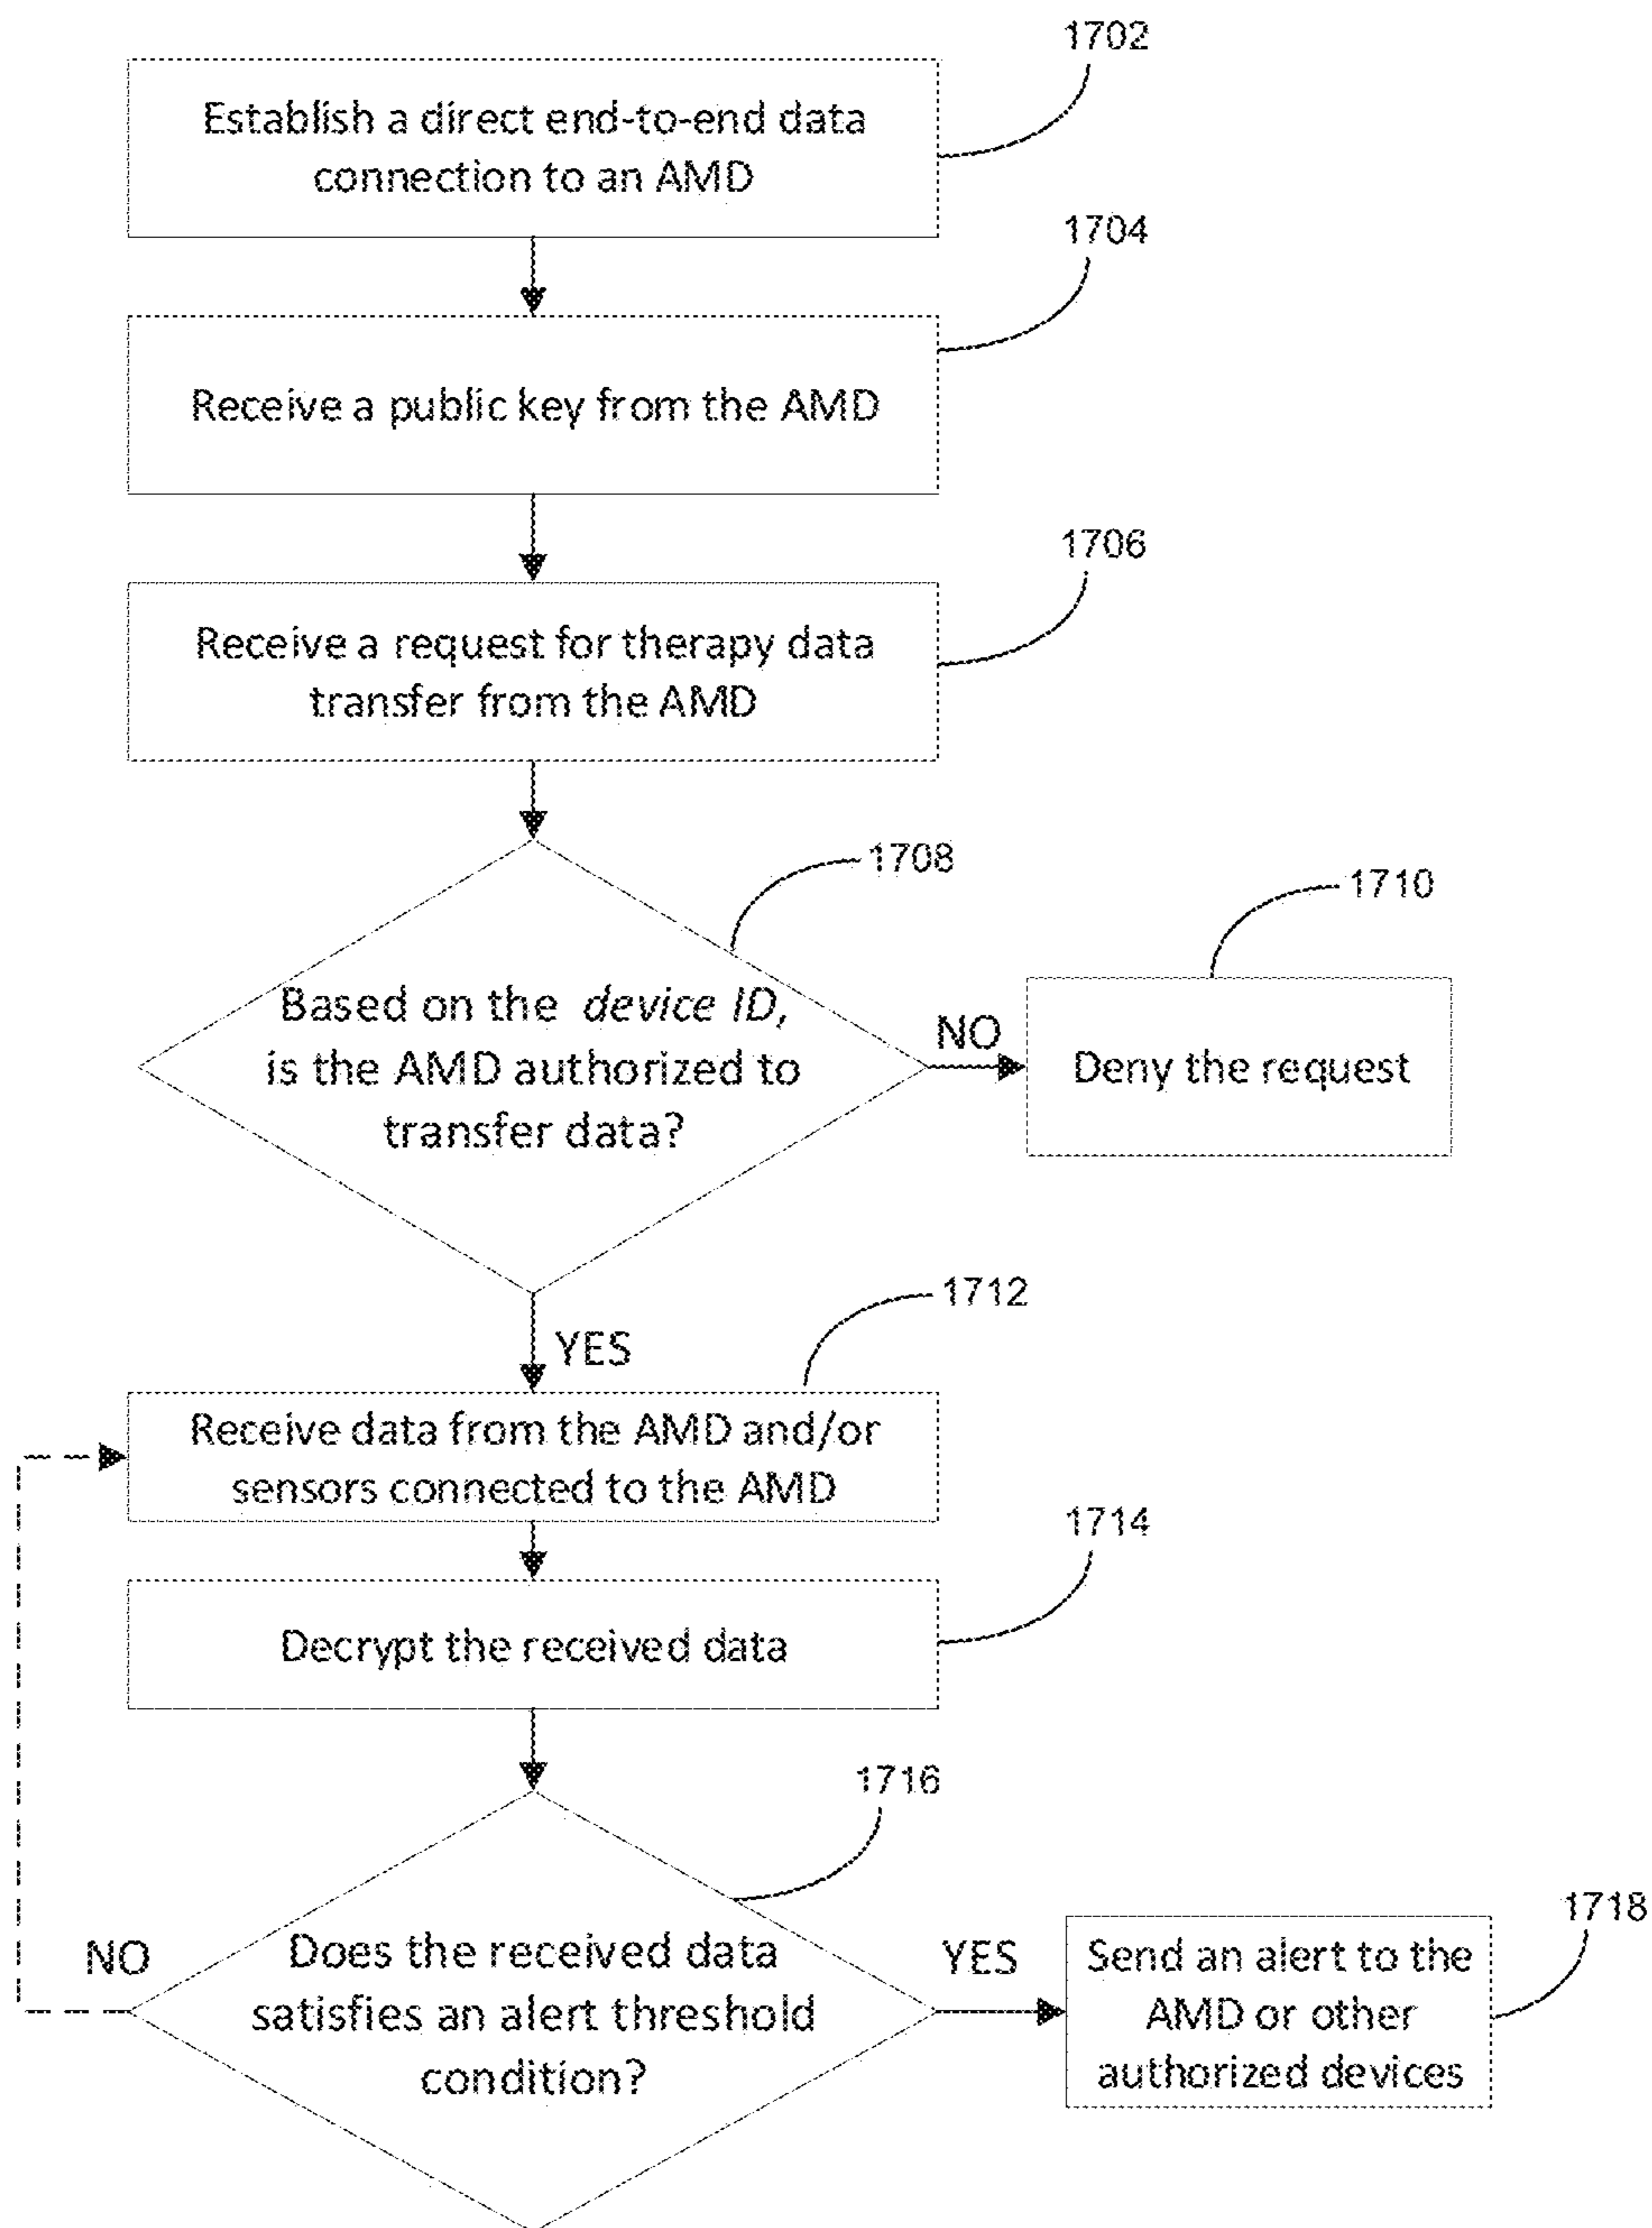 1702
Establish a direct end-to-end data
connection to an AMD
1704
Receive a public key from the AMD
1706
Receive a request for therapy data
transfer from the AMD
1708
1710
Based on the device ID,
is the AMD authorized to
transfer data?
NO
Deny the request
YES
1712
Receive data from the AMD and/or
sensors connected to the AMD
1714
Decrypt the received data
1716
1718
NO
Does the received data
satisfies an alert threshold
condition?
YES
Send an alert to the
AMD or other
authorized devices